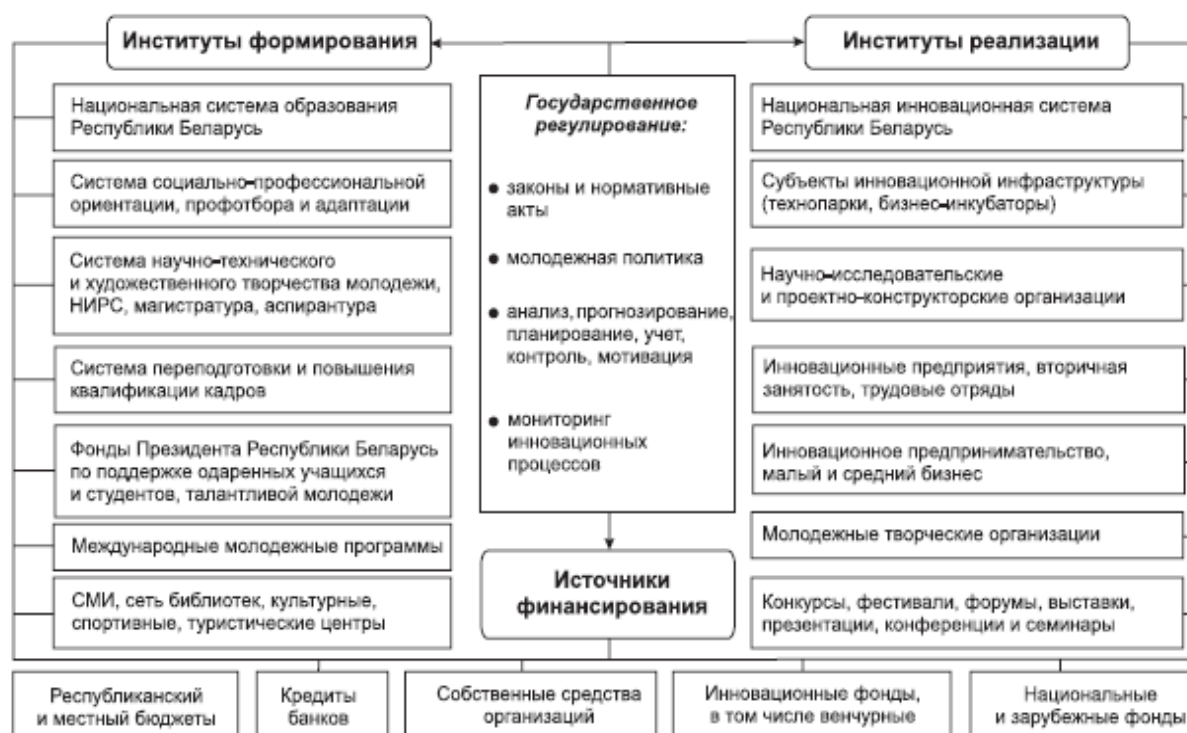 Институты формирования
Национальная система образования
Республики Беларусь
Система социально-профессиональной
ориентации, профотбора и адаптации
Система научно-технического
и художественного творчества молодежи,
НИРС, магистратура, аспирантура
Система переподготовки и повышения
квалификации кадров
Фонды Президента Республики Беларусь
по поддержке одаренных учащихся
и студентов, талантливой молодежи
Международные молодежные программы
СМИ, сеть библиотек, культурные,
спортивные, туристические центры
Государственное
регулирование:
● законы и нормативные
акты
● молодежная политика
● анализ, прогнозирование,
планирование, учет,
контроль, мотивация
● мониторинг
инновационных
процессов
Источники
финансирования
Институты реализации
Национальная инновационная система
Республики Беларусь
Субъекты инновационной инфраструктуры
(технопарки, бизнес-инкубаторы)
Научно-исследовательские
и проектно-конструкторские организации
Инновационные предприятия, вторичная
занятость, трудовые отряды
Инновационное предпринимательство,
малый и средний бизнес
Молодежные творческие организации
Конкурсы, фестивали, форумы, выставки,
презентации, конференции и семинары
Республиканский
и местный бюджеты
Кредиты
банков
Собственные средства
организаций
Инновационные фонды,
в том числе венчурные
Национальные
и зарубежные фонды